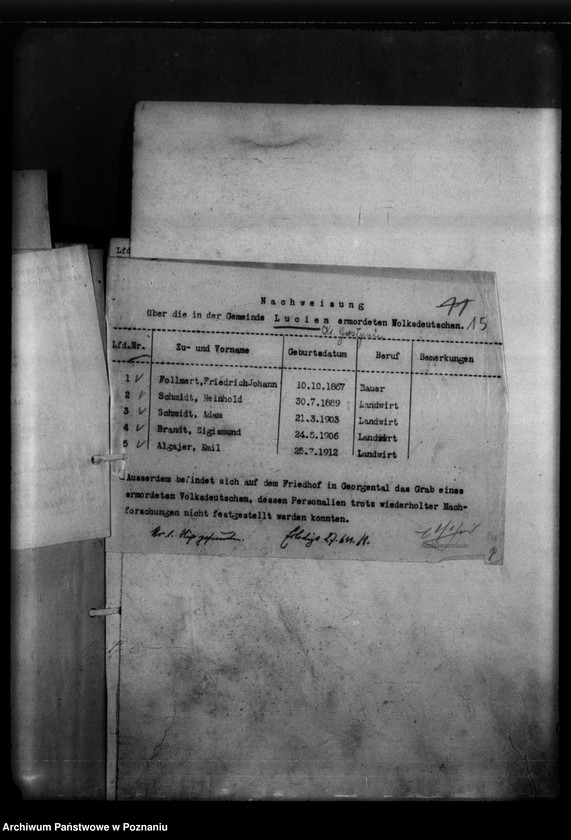 Lfd
Nachweisung
über die in der Gemeinde Lucien ermordeten Volksdeutschen. 15
Lfd.Nr. Zu- und Vorname Geburtsdatum Beruf Bemerkungen
1 Follmert,FriedrichJohann 10.10.1867 Bauer
2 Schmidt, Reinhold 30.7.1889 Landwirt
3 Schmidt, Adam 21.3.1903 Landwirt
4 Brandt, Sigismund 24.5.1906 Landwirt
5 Algajer, Emil 25.7.1912 Landwirt
Ausserdem befindet sich auf dem Friedhof in Georgental das Grab eines
ermordeten Volksdeutschen, dessen Personalien trotz wiederholter Nach-
forschungen nicht festgestellt werden konnten.
Archiwum Państwowe w Poznaniu